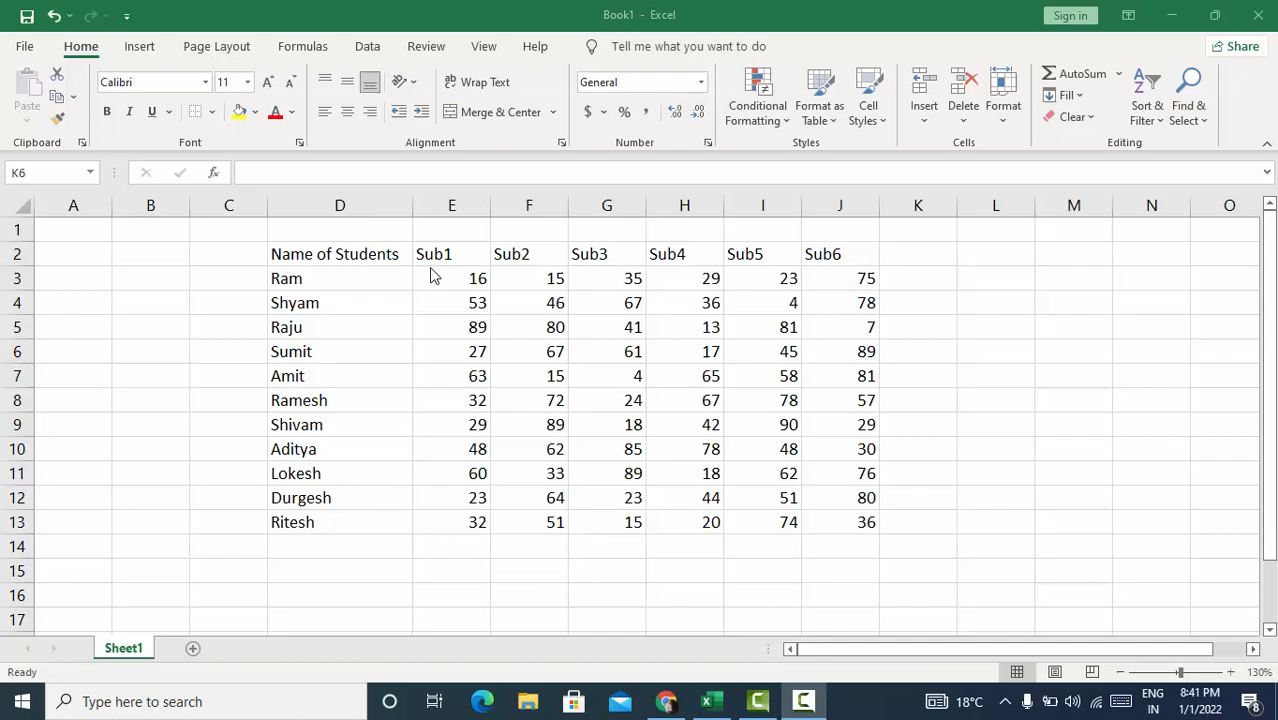 Book1 - Excel
Sign in
File Home Insert Page Layout Formulas Data Review View Help Tell me what you want to do Share
Paste
Calibri 11
B I U
Wrap Text
Merge & Center
General
$ % ,
Conditional Formatting
Format as Table
Cell Styles
Insert Delete Format
AutoSum
Fill
Clear
Sort & Filter
Find & Select
Clipboard Font Alignment Number Styles Cells Editing
K6 fx
A B C D E F G H I J K L M N O
1
2 Name of Students Sub1 Sub2 Sub3 Sub4 Sub5 Sub6
3 Ram 16 15 35 29 23 75
4 Shyam 53 46 67 36 4 78
5 Raju 89 80 41 13 81 7
6 Sumit 27 67 61 17 45 89
7 Amit 63 15 4 65 58 81
8 Ramesh 32 72 24 67 78 57
9 Shivam 29 89 18 42 90 29
10 Aditya 48 62 85 78 48 30
11 Lokesh 60 33 89 18 62 76
12 Durgesh 23 64 23 44 51 80
13 Ritesh 32 51 15 20 74 36
14
15
16
17
Sheet1
Ready 130%
Type here to search
18°C
ENG
IN
8:41 PM
1/1/2022
8